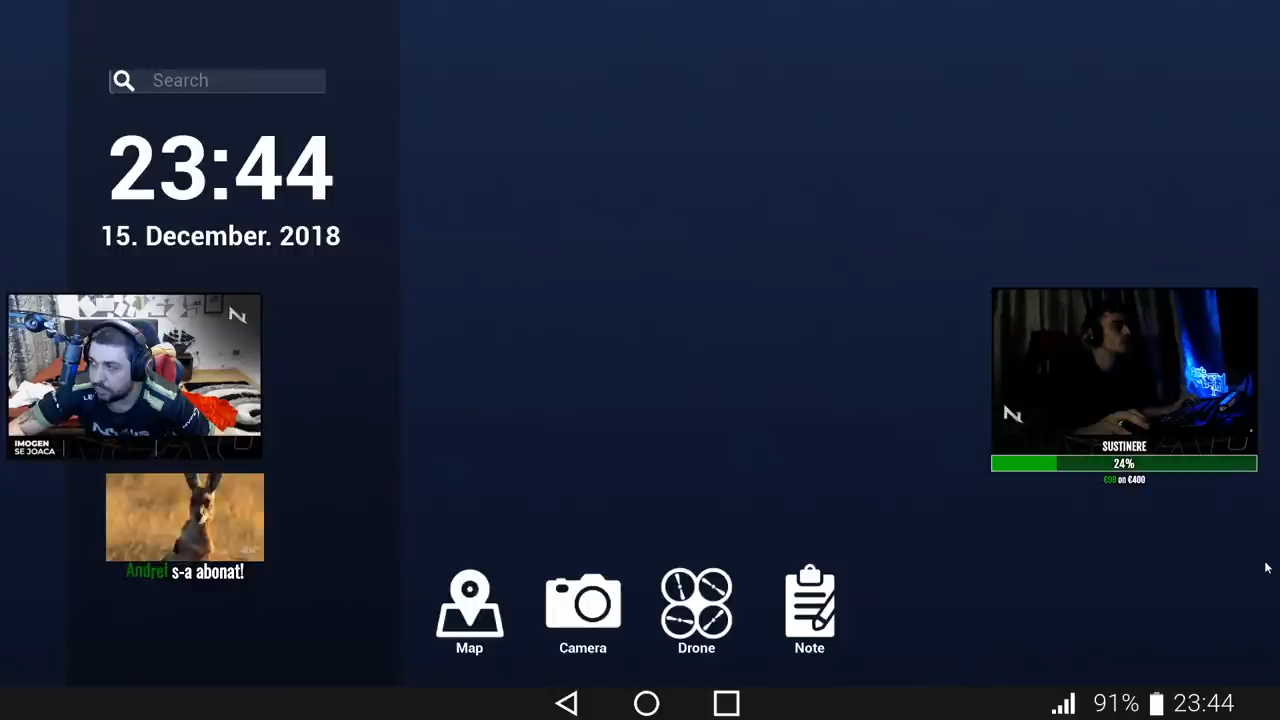 Search
23:44
15. December. 2018
IMOGEN
SE JOACA
Andrei s-a abonat!
SUSTINERE
24%
€98 on €400
Map
Camera
Drone
Note
91%
23:44